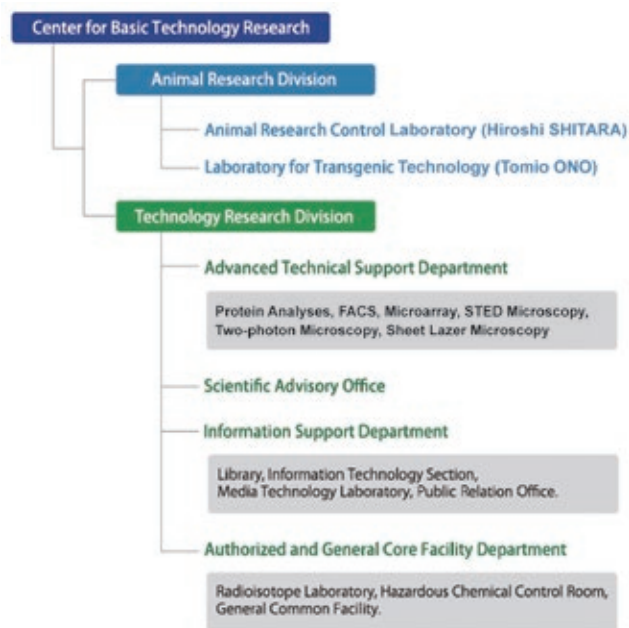 Center for Basic Technology Research
Animal Research Division
Animal Research Control Laboratory (Hiroshi SHITARA)
Laboratory for Transgenic Technology (Tomio ONO)
Technology Research Division
Advanced Technical Support Department
Protein Analyses, FACS, Microarray, STED Microscopy,
Two-photon Microscopy, Sheet Lazer Microscopy
Scientific Advisory Office
Information Support Department
Library, Information Technology Section,
Media Technology Laboratory, Public Relation Office.
Authorized and General Core Facility Department
Radioisotope Laboratory, Hazardous Chemical Control Room,
General Common Facility.